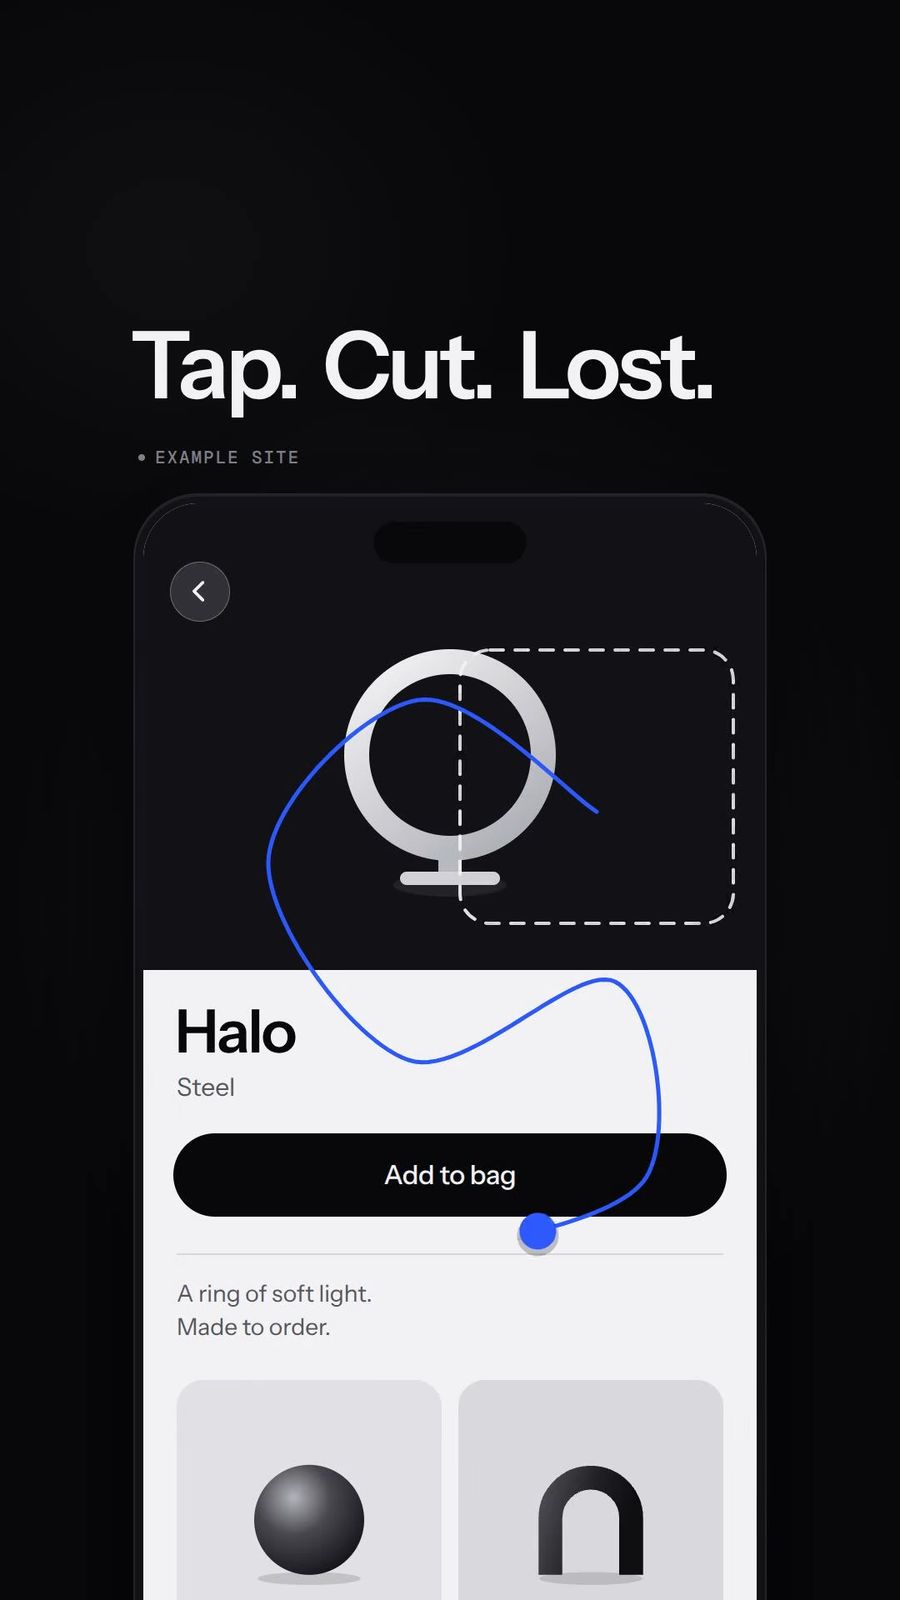 Tap. Cut. Lost.
EXAMPLE SITE
Halo
Steel
Add to bag
A ring of soft light.
Made to order.